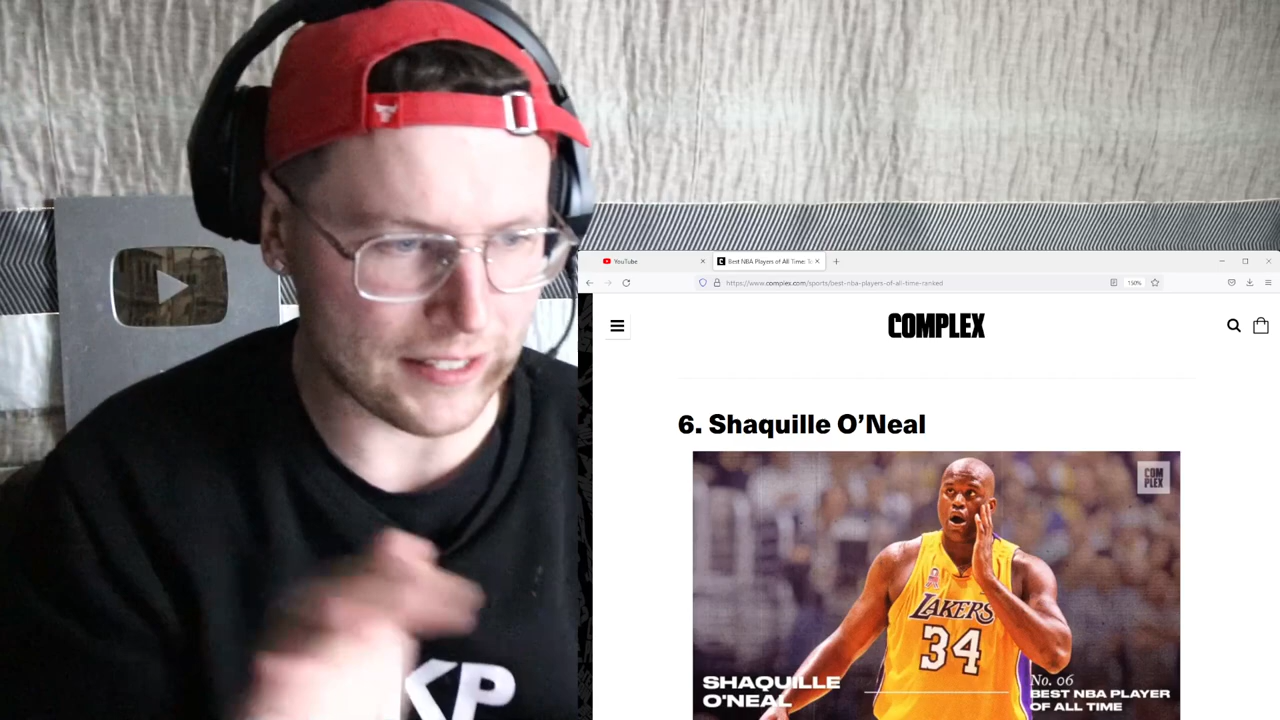 YouTube
Best NBA Players of All Time: To
https://www.complex.com/sports/best-nba-players-of-all-time-ranked
150%
COMPLEX
6. Shaquille O'Neal
COM
PLEX
LAKERS
34
SHAQUILLE
O'NEAL
No. 06
BEST NBA PLAYER
OF ALL TIME
KP